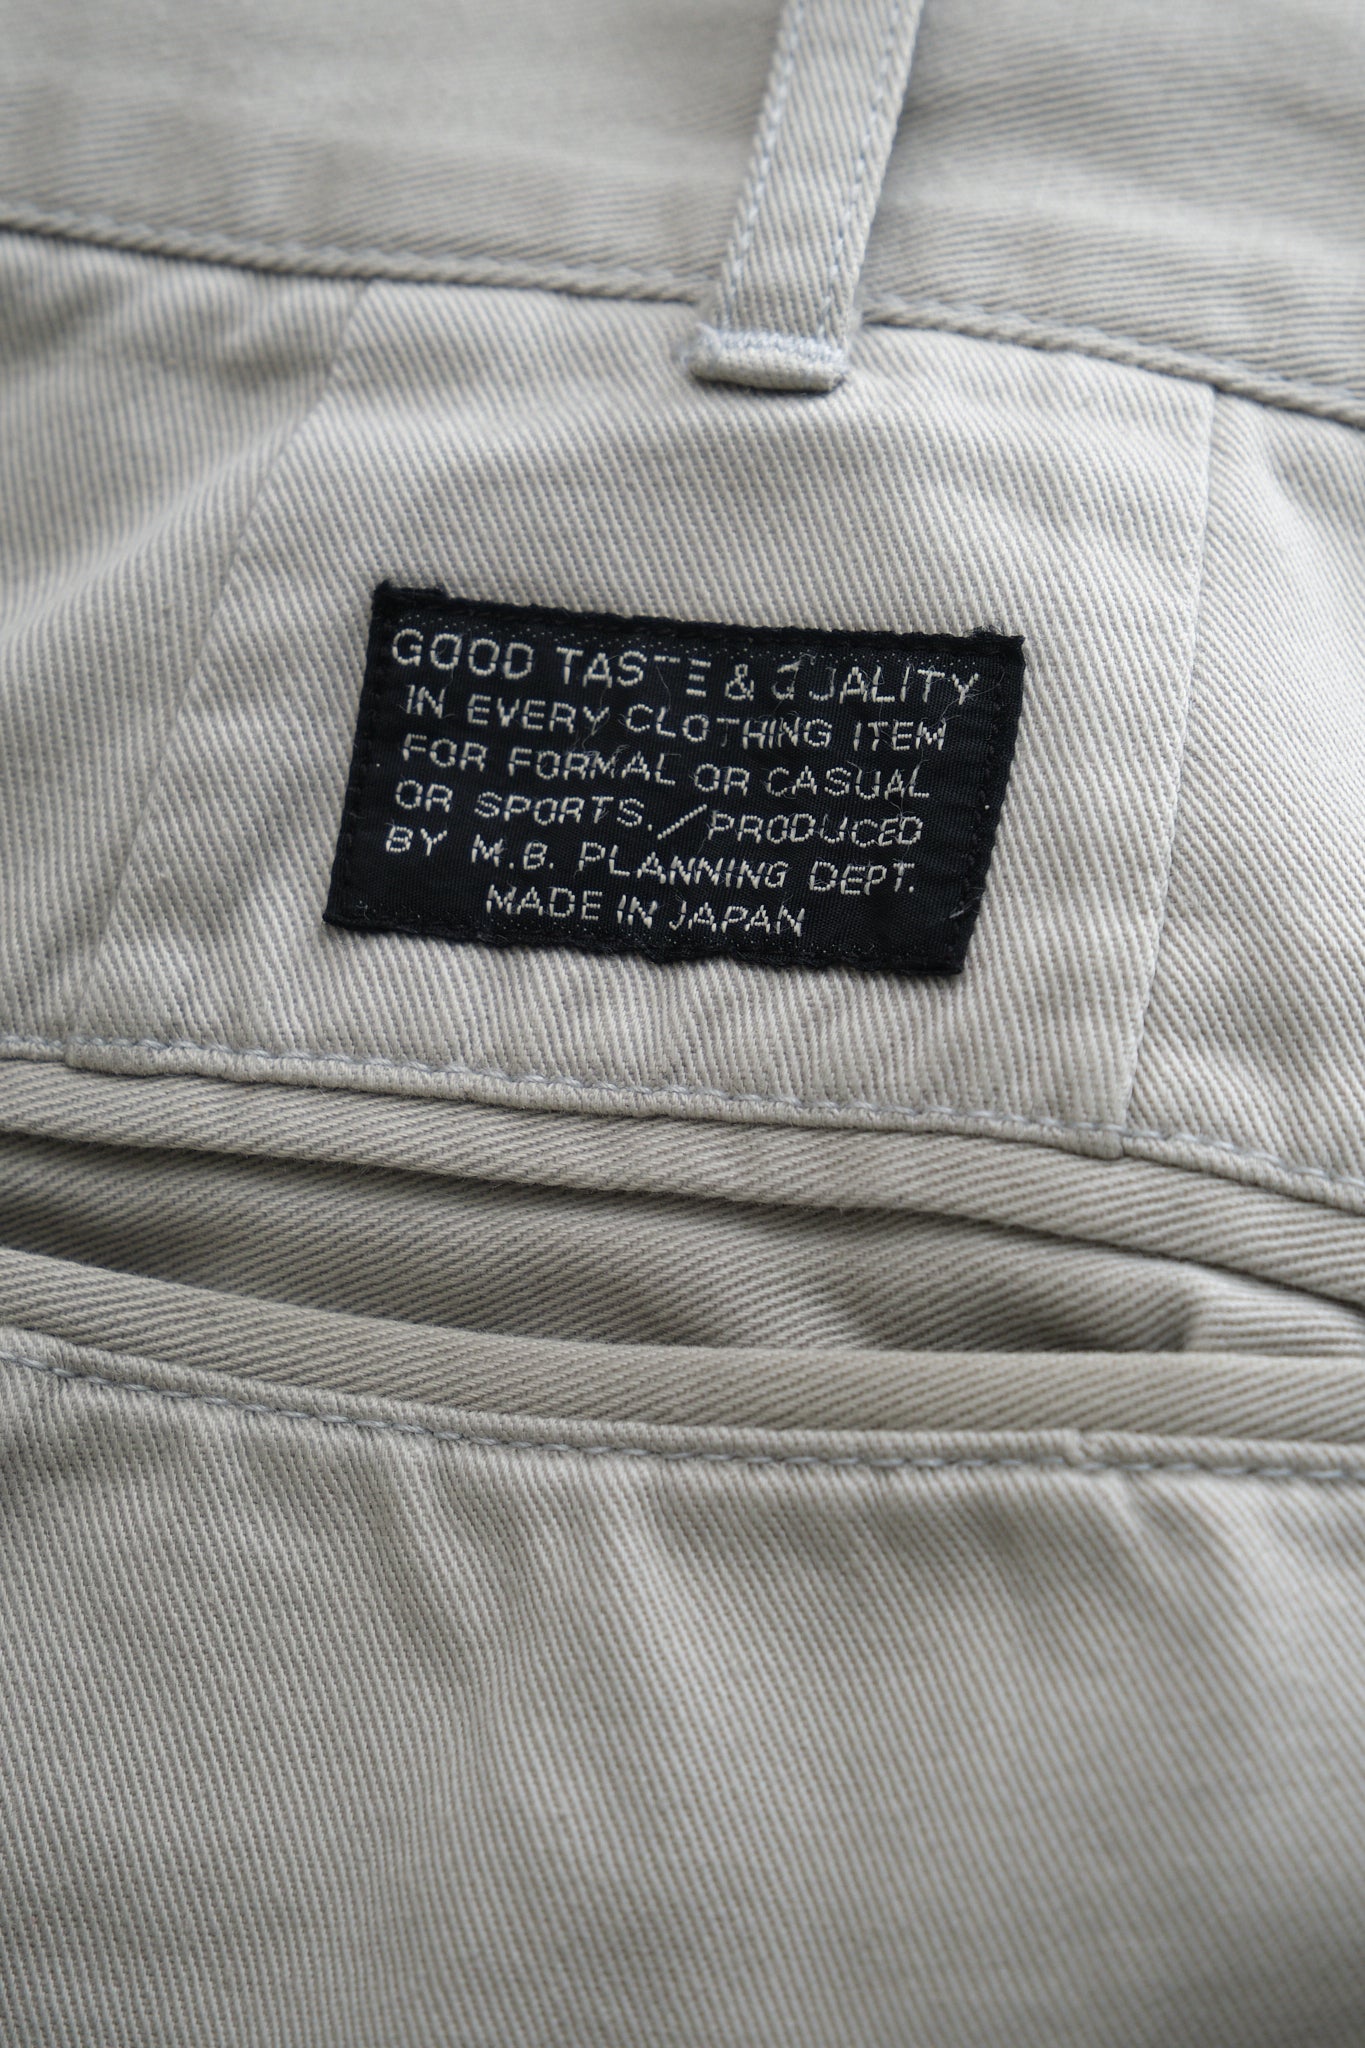 GOOD TASTE & QUALITY
IN EVERY CLOTHING ITEM
FOR FORMAL OR CASUAL
OR SPORTS./PRODUCED
BY M.B. PLANNING DEPT.
MADE IN JAPAN